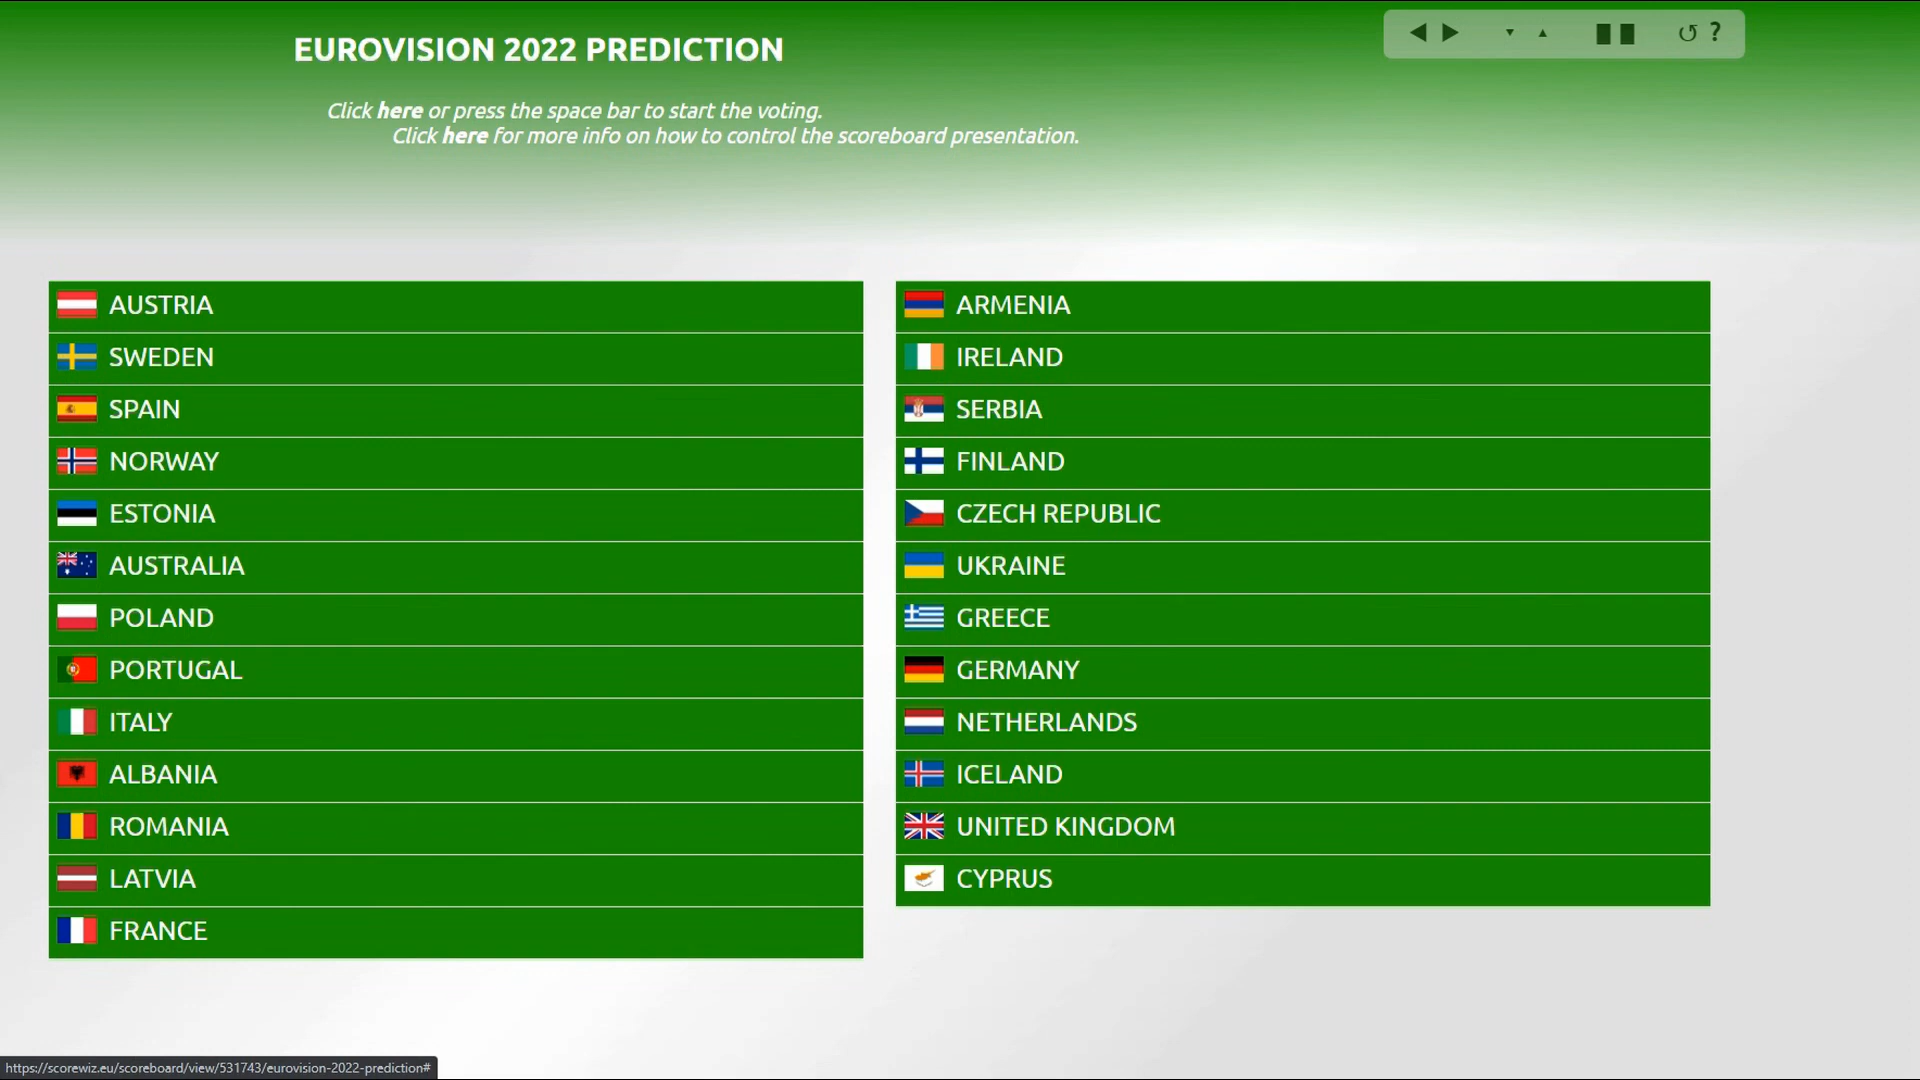 EUROVISION 2022 PREDICTION
Click here or press the space bar to start the voting.
Click here for more info on how to control the scoreboard presentation.
?
AUSTRIA
SWEDEN
SPAIN
NORWAY
ESTONIA
AUSTRALIA
POLAND
PORTUGAL
ITALY
ALBANIA
ROMANIA
LATVIA
FRANCE
ARMENIA
IRELAND
SERBIA
FINLAND
CZECH REPUBLIC
UKRAINE
GREECE
GERMANY
NETHERLANDS
ICELAND
UNITED KINGDOM
CYPRUS
https://scorewiz.eu/scoreboard/view/531743/eurovision-2022-prediction#